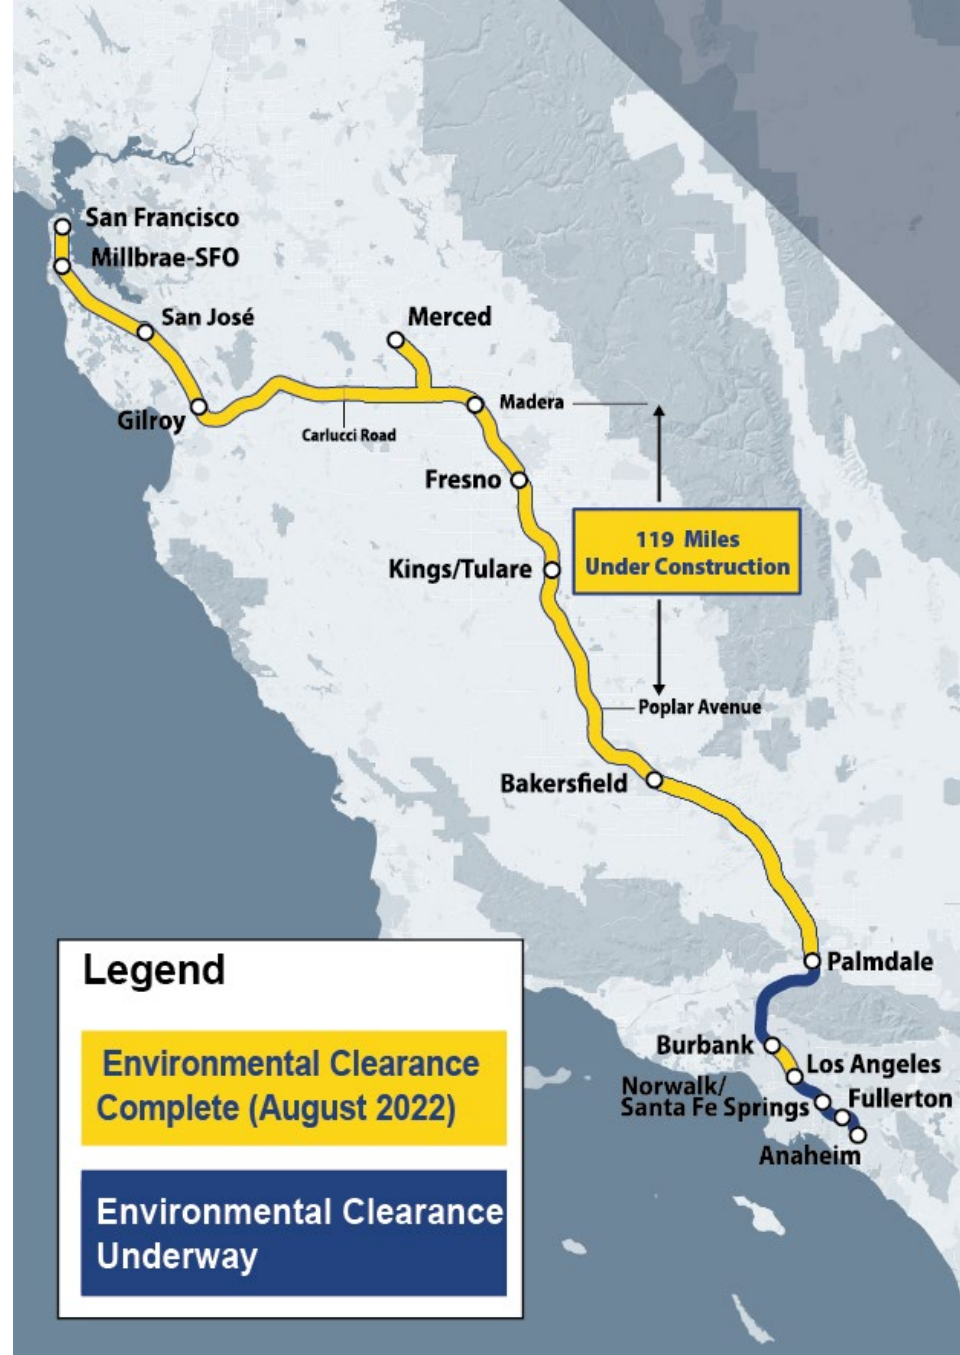 San Francisco
Millbrae-SFO
San José
Merced
Gilroy
Madera
Carlucci Road
Fresno
119 Miles
Under Construction
Kings/Tulare
Poplar Avenue
Bakersfield
Palmdale
Burbank
Los Angeles
Norwalk/
Santa Fe Springs
Fullerton
Anaheim
Legend
Environmental Clearance
Complete (August 2022)
Environmental Clearance
Underway